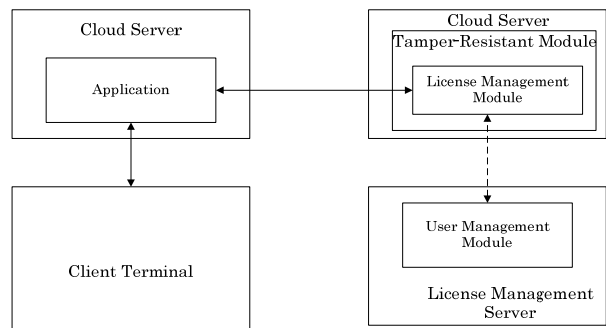 Cloud Server
Application
Cloud Server
Tamper-Resistant Module
License Management
Module
Client Terminal
User Management
Module
License Management
Server